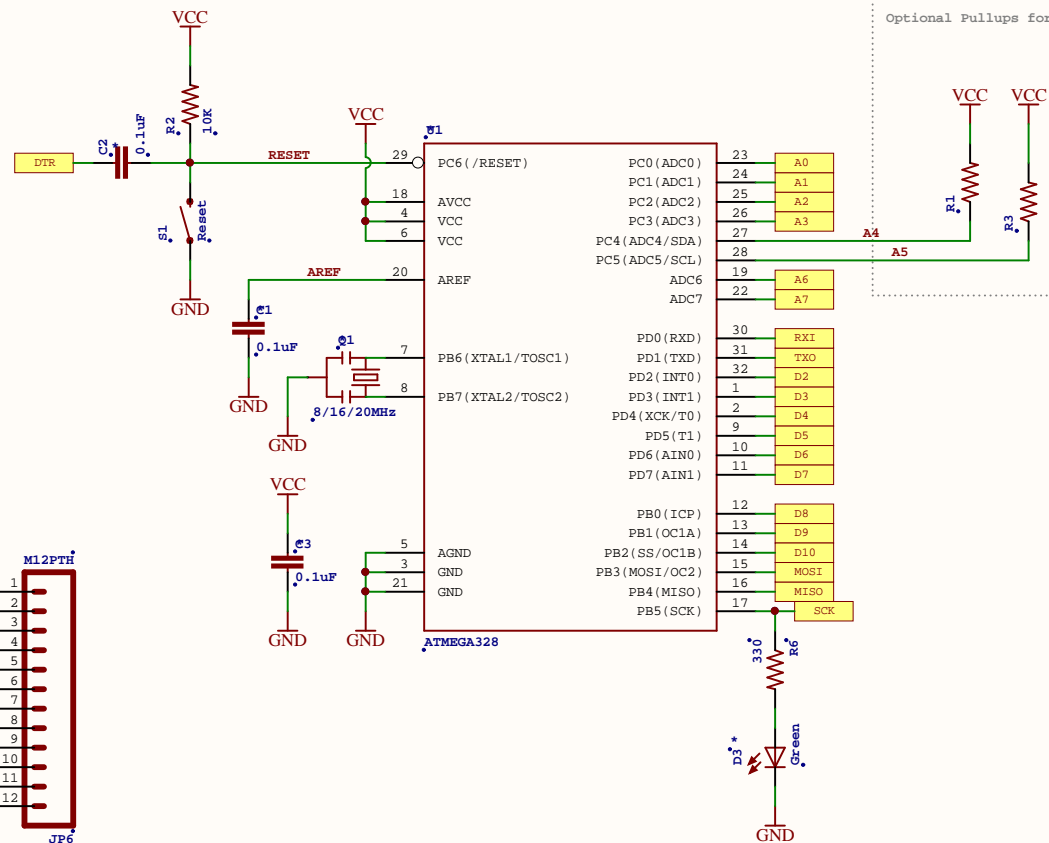 Optional Pullups for
VCC
VCC
VCC
0.1uF
C2
*
R2
10K
DTR
RESET
S1
Reset
GND
VCC
U1
29
PC6(/RESET)
18
AVCC
4
VCC
6
VCC
AREF
20
AREF
C1
0.1uF
GND
Q1
7
PB6(XTAL1/TOSC1)
8
PB7(XTAL2/TOSC2)
8/16/20MHz
GND
VCC
C3
0.1uF
GND
5
AGND
3
GND
21
GND
GND
ATMEGA328
PC0(ADC0) 23 A0
PC1(ADC1) 24 A1
PC2(ADC2) 25 A2
PC3(ADC3) 26 A3
PC4(ADC4/SDA) 27 A4
PC5(ADC5/SCL) 28 A5
ADC6 19 A6
ADC7 22 A7
R1
R3
PD0(RXD) 30 RXI
PD1(TXD) 31 TXO
PD2(INT0) 32 D2
PD3(INT1) 1 D3
PD4(XCK/T0) 2 D4
PD5(T1) 9 D5
PD6(AIN0) 10 D6
PD7(AIN1) 11 D7
PB0(ICP) 12 D8
PB1(OC1A) 13 D9
PB2(SS/OC1B) 14 D10
PB3(MOSI/OC2) 15 MOSI
PB4(MISO) 16 MISO
PB5(SCK) 17 SCK
330
R6
D3
*
Green
GND
M12PTH
1
2
3
4
5
6
7
8
9
10
11
12
JP6